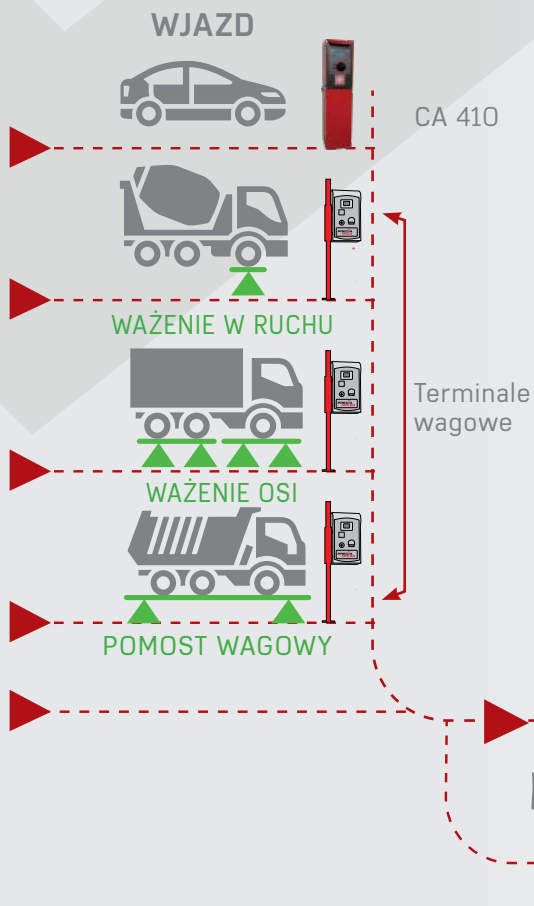 WJAZD
CA 410
WAŻENIE W RUCHU
Terminale
wagowe
WAŻENIE OSI
POMOST WAGOWY